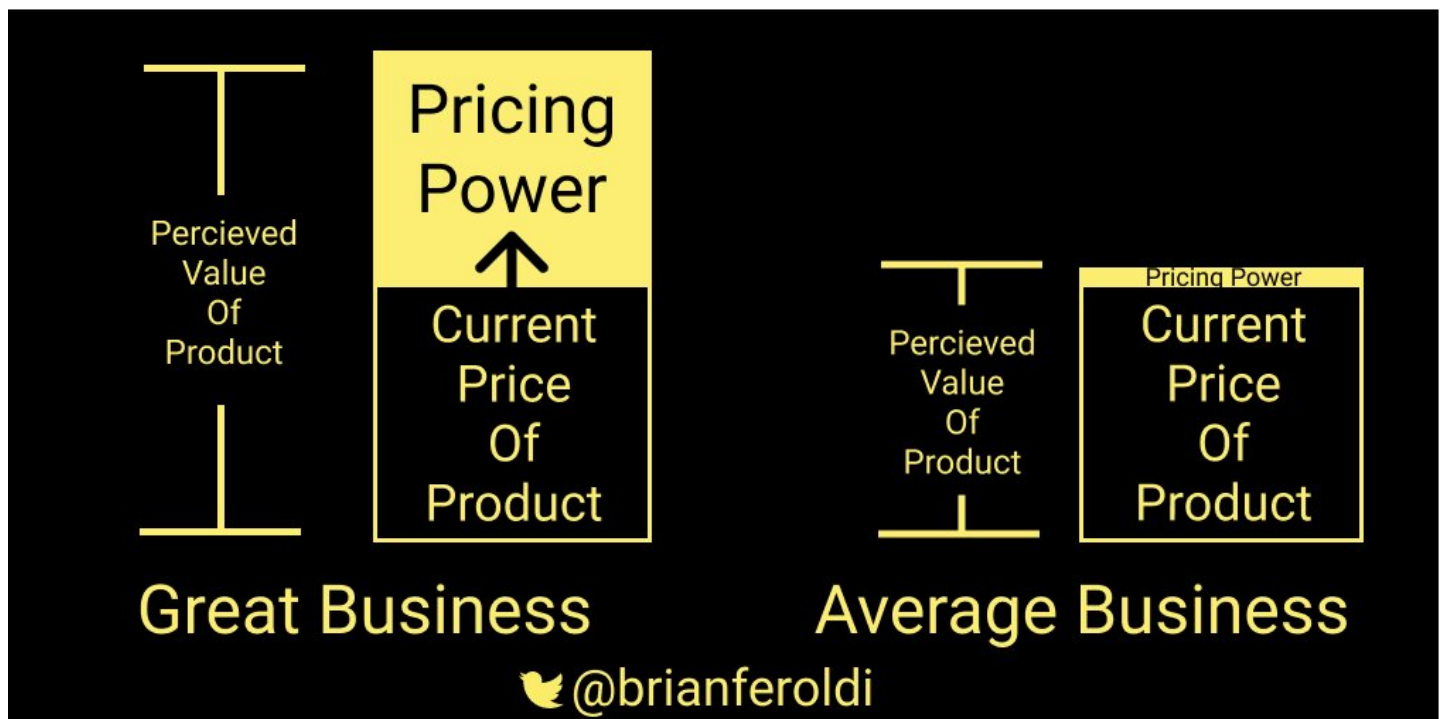 Percieved
Value
Of
Product
Pricing
Power
Current
Price
Of
Product
Great Business
Percieved
Value
Of
Product
Pricing Power
Current
Price
Of
Product
Average Business
@brianferoldi